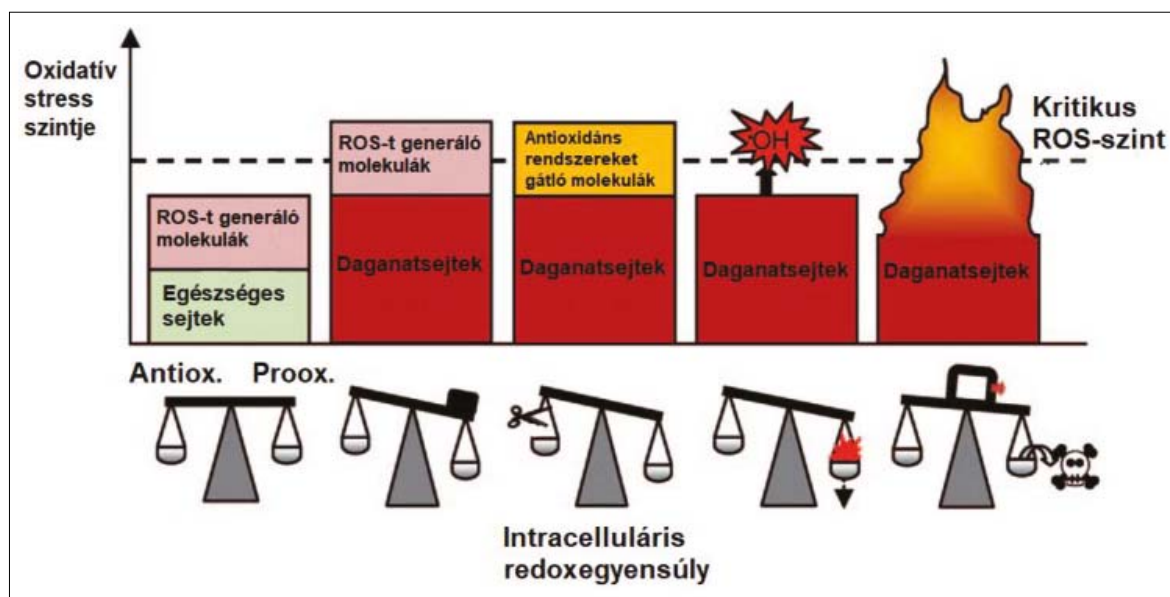 Oxidatív
stress
szintje
Kritikus
ROS-szint
ROS-t generáló
molekulák
Egészséges
sejtek
ROS-t generáló
molekulák
Daganatsejtek
Antioxidáns
rendszereket
gátló molekulák
Daganatsejtek
OH
Daganatsejtek
Daganatsejtek
Antiox. Proox.
Intracelluláris
redoxegyensúly